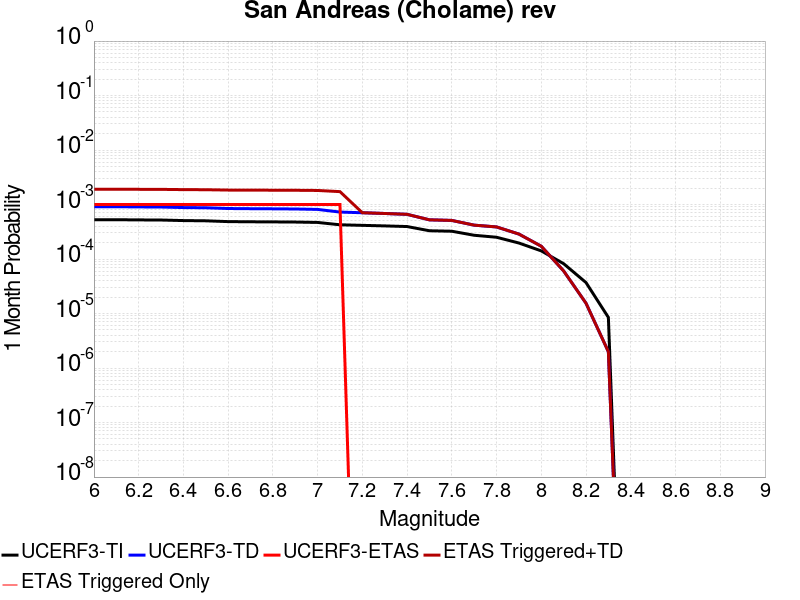 San Andreas (Cholame) rev
1 Month Probability
10 0
10 -1
10 -2
10 -3
10 -4
10 -5
10 -6
10 -7
10 -8
6 6.2 6.4 6.6 6.8 7 7.2 7.4 7.6 7.8 8 8.2 8.4 8.6 8.8 9
Magnitude
UCERF3-TI UCERF3-TD UCERF3-ETAS ETAS Triggered+TD
ETAS Triggered Only